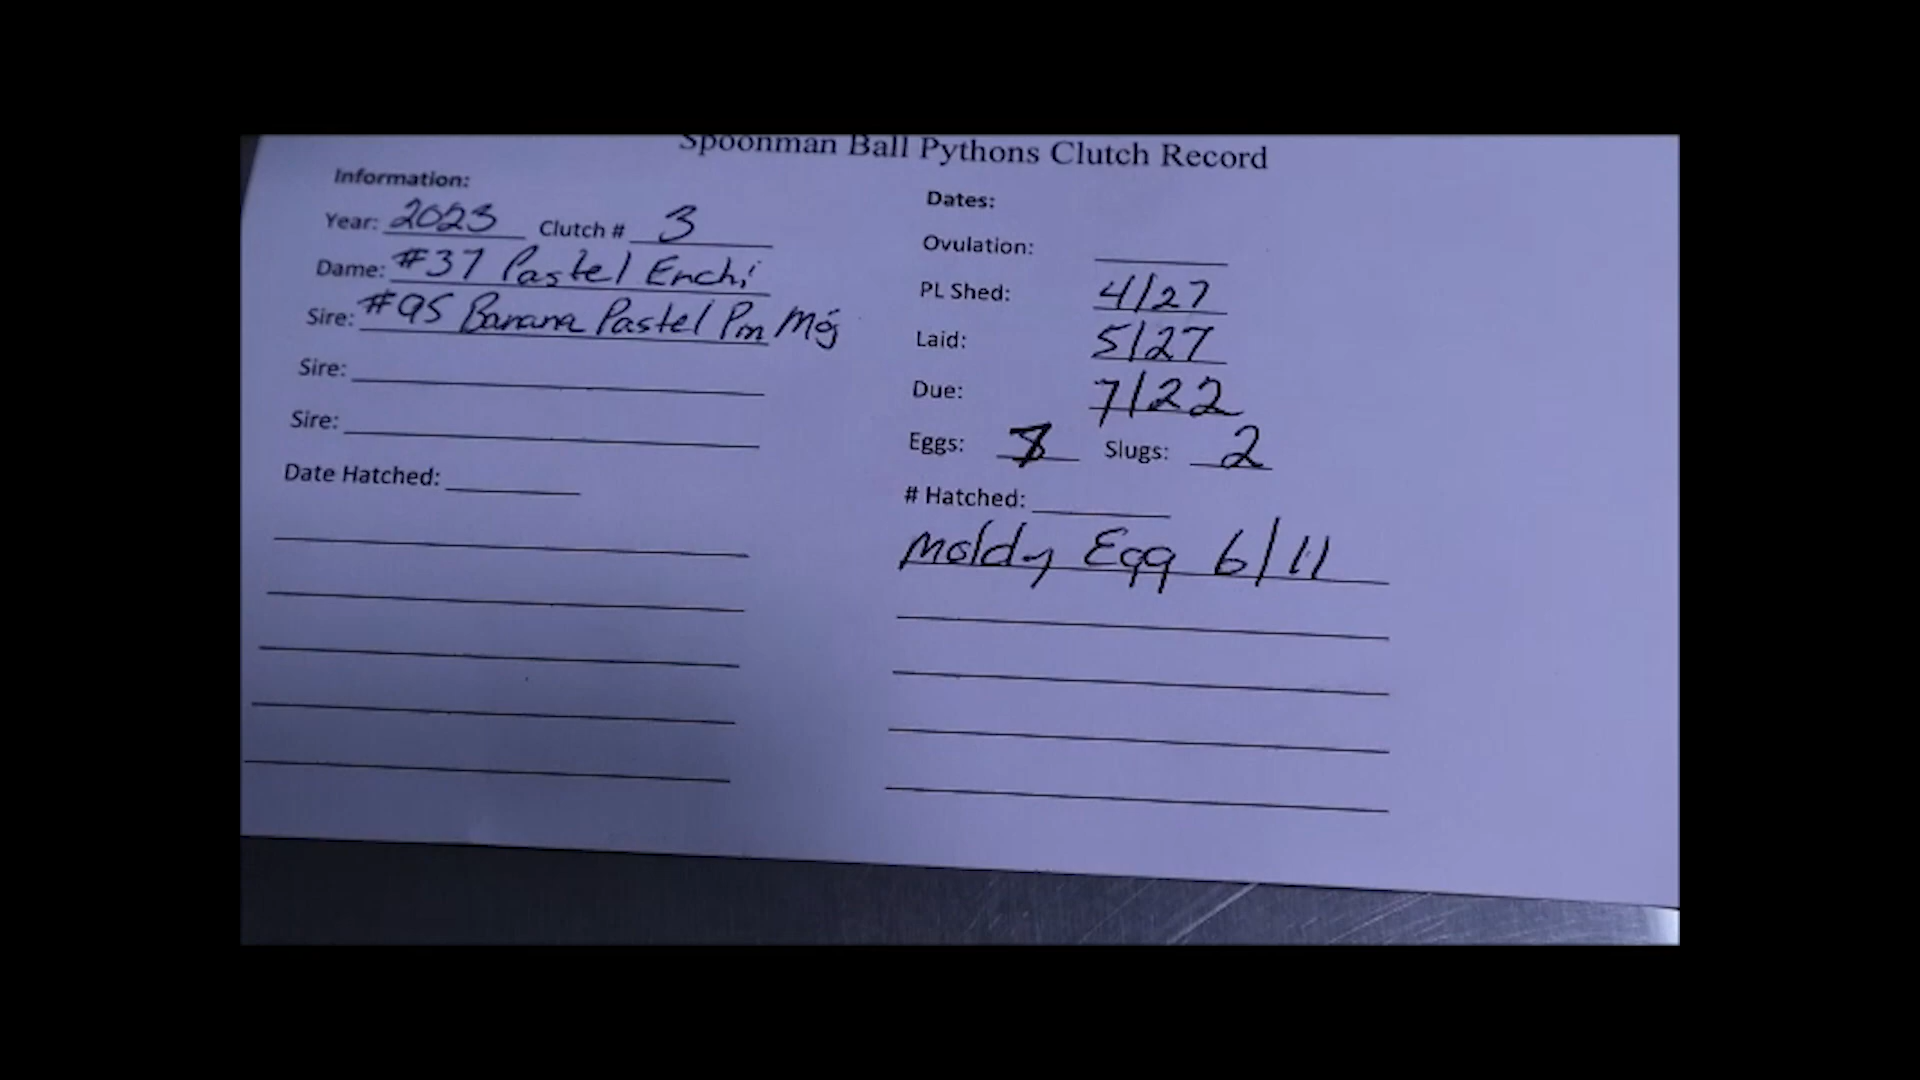 Spoonman Ball Pythons Clutch Record
Information:
Year: 2023 Clutch # 3
Dame: #37 Pastel Enchi
Sire: #95 Banana Pastel Pm Moj
Sire:
Sire:
Date Hatched:
Dates:
Ovulation:
PL Shed: 4/27
Laid: 5/27
Due: 7/22
Eggs: Slugs: 2
# Hatched:
Moldy Egg 6/11